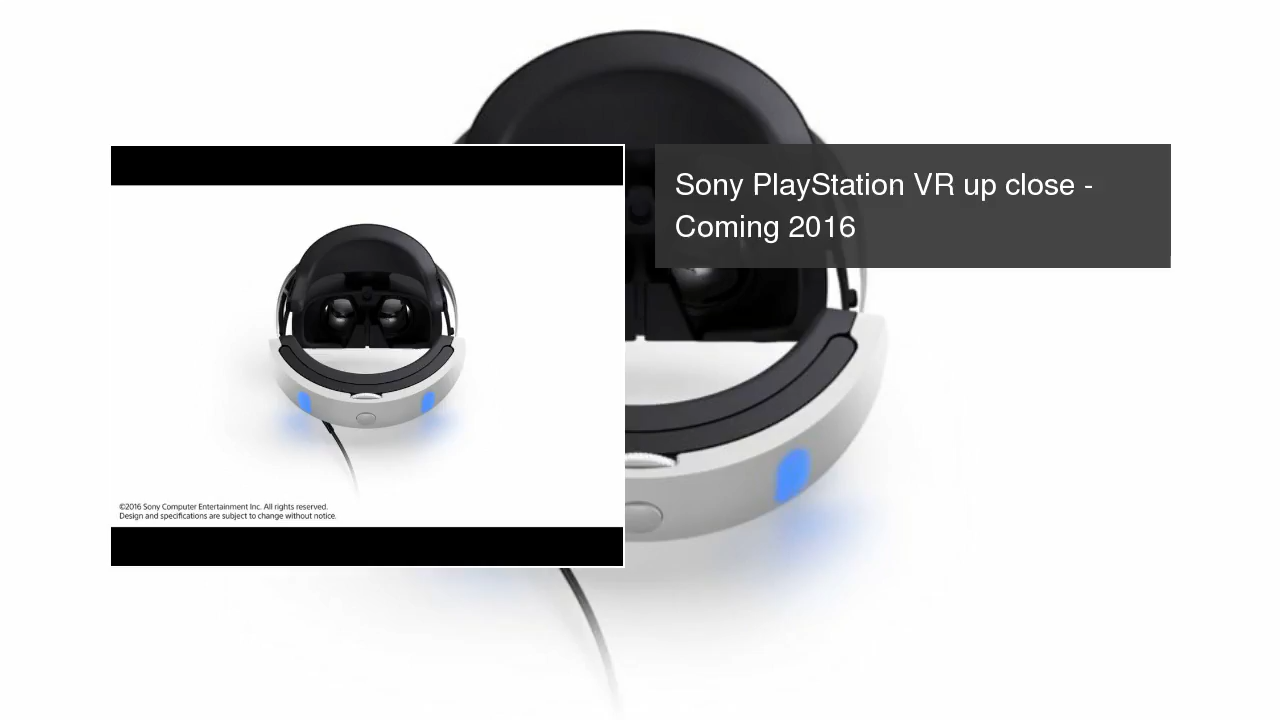 Sony PlayStation VR up close -
Coming 2016
©2016 Sony Computer Entertainment Inc. All rights reserved.
Design and specifications are subject to change without notice.